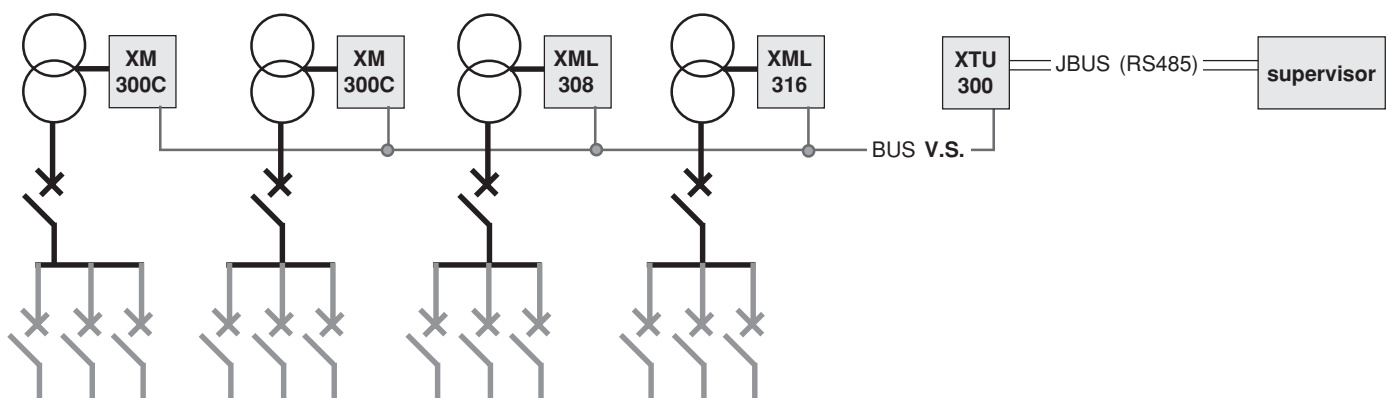 XM
300C
XM
300C
XML
308
XML
316
XTU
300
JBUS (RS485)
supervisor
BUS V.S.